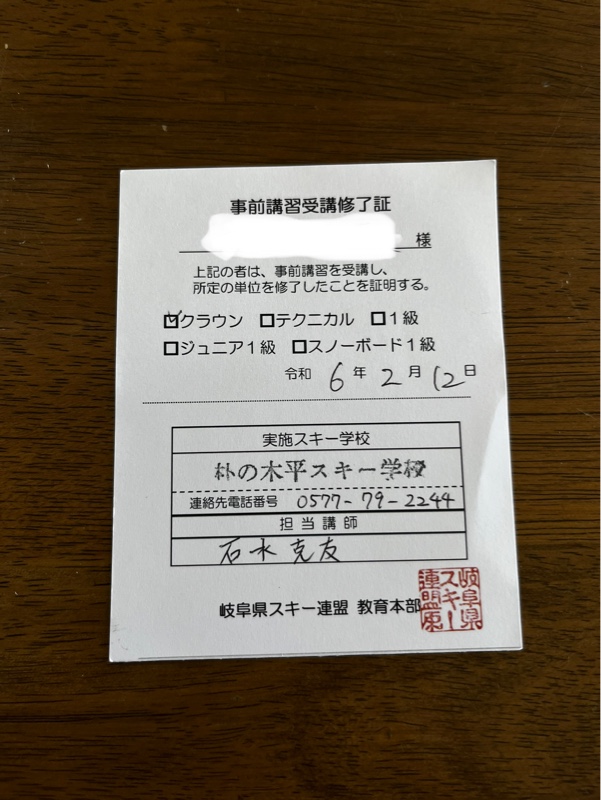 事前講習受講修了証
様
上記の者は、事前講習を受講し、
所定の単位を修了したことを証明する。
☑クラウン □テクニカル □1級
□ジュニア1級 □スノーボード1級
令和 6 年 2 月 12 日
実施スキー学校
朴の木平スキー学校
連絡先電話番号 0577-79-2244
担当講師
石水 克友
岐阜県スキー連盟 教育本部
岐阜県
スキー
連盟